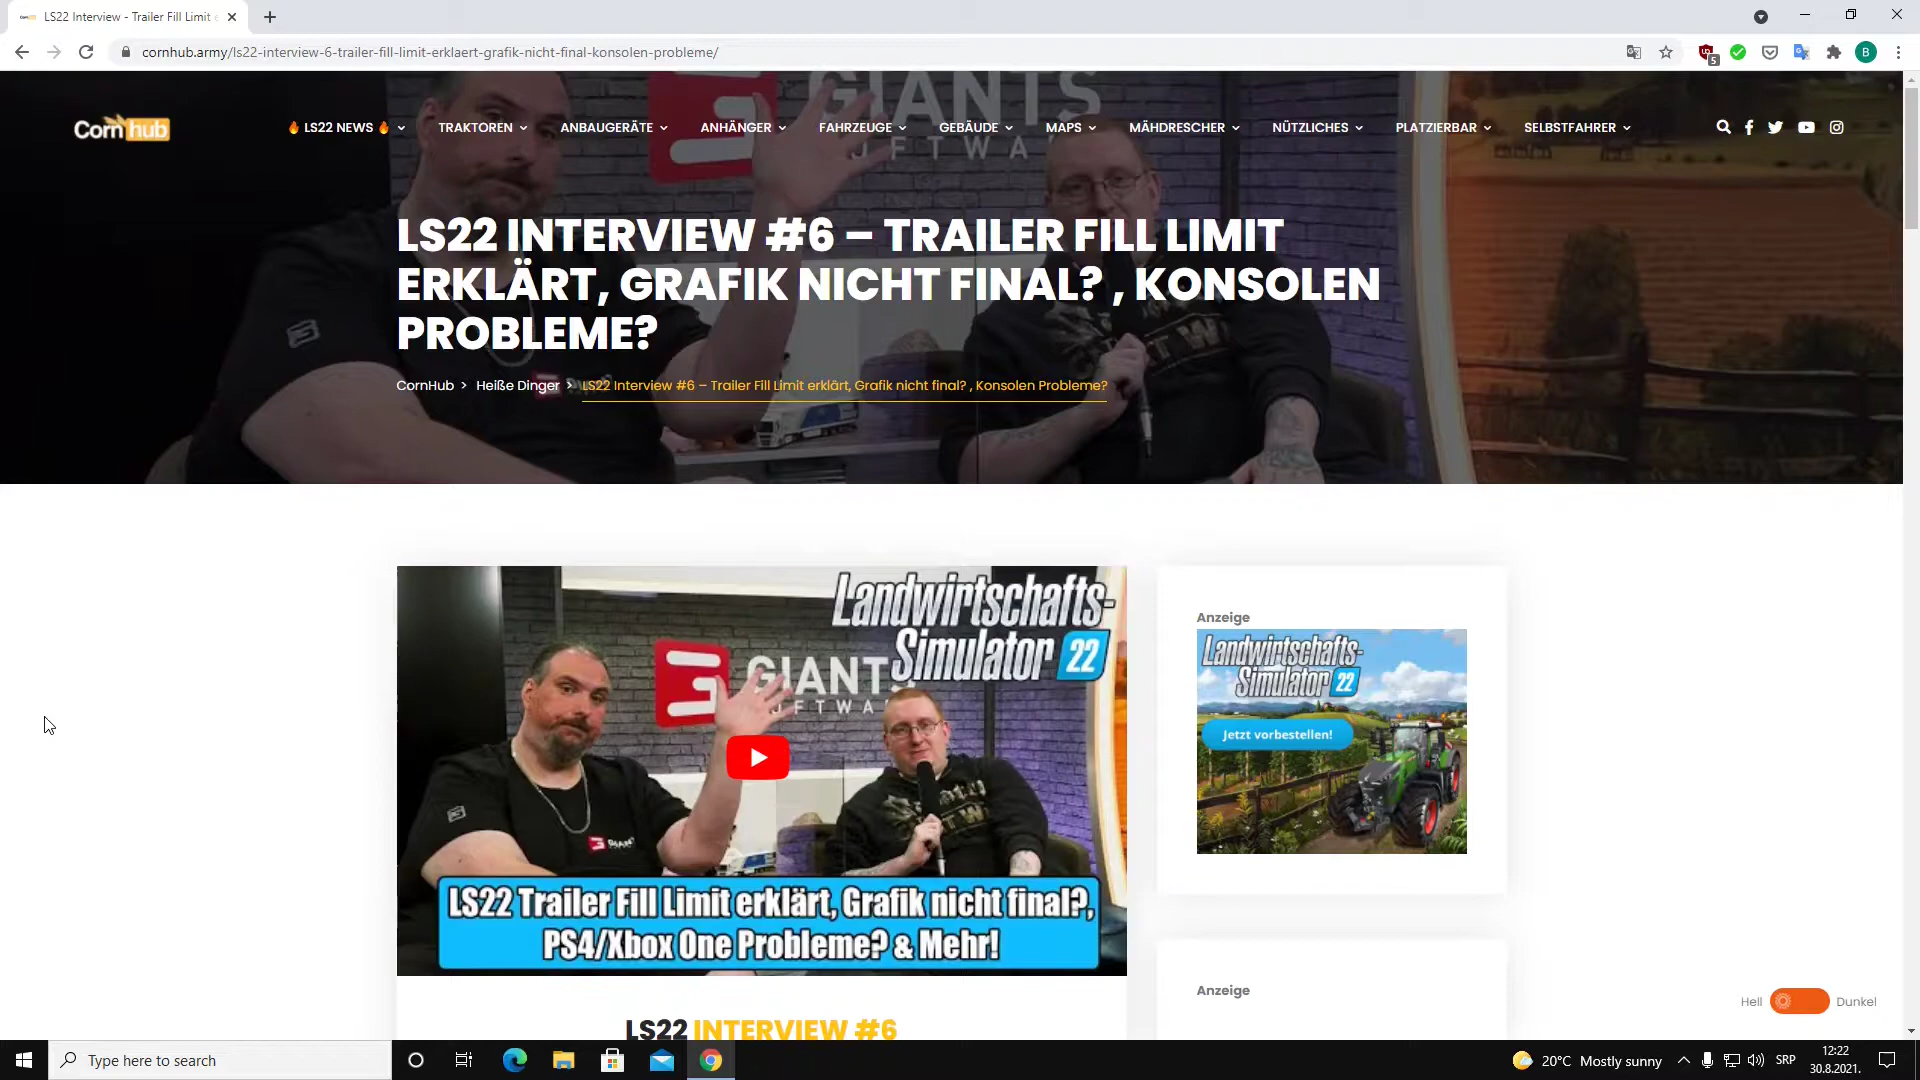 LS22 Interview - Trailer Fill Limit e
cornhub.army/ls22-interview-6-trailer-fill-limit-erklaert-grafik-nicht-final-konsolen-probleme/
5
B
GIANTS
Corn hub
LS22 NEWS
TRAKTOREN
ANBAUGERÄTE
ANHÄNGER
FAHRZEUGE
GEBÄUDE
MAPS
MÄHDRESCHER
NÜTZLICHES
PLATZIERBAR
SELBSTFAHRER
LS22 INTERVIEW #6 – TRAILER FILL LIMIT
ERKLÄRT, GRAFIK NICHT FINAL? , KONSOLEN
PROBLEME?
CornHub > Heiße Dinger > LS22 Interview #6 – Trailer Fill Limit erklärt, Grafik nicht final? , Konsolen Probleme?
Landwirtschafts-
Simulator 22
GIANTS
LS22 Trailer Fill Limit erklärt, Grafik nicht final?,
PS4/Xbox One Probleme? & Mehr!
LS22 INTERVIEW #6
Anzeige
Landwirtschafts-
Simulator 22
Jetzt vorbestellen!
Anzeige
Hell
Dunkel
Type here to search
20°C Mostly sunny
SRP
12:22
30.8.2021.